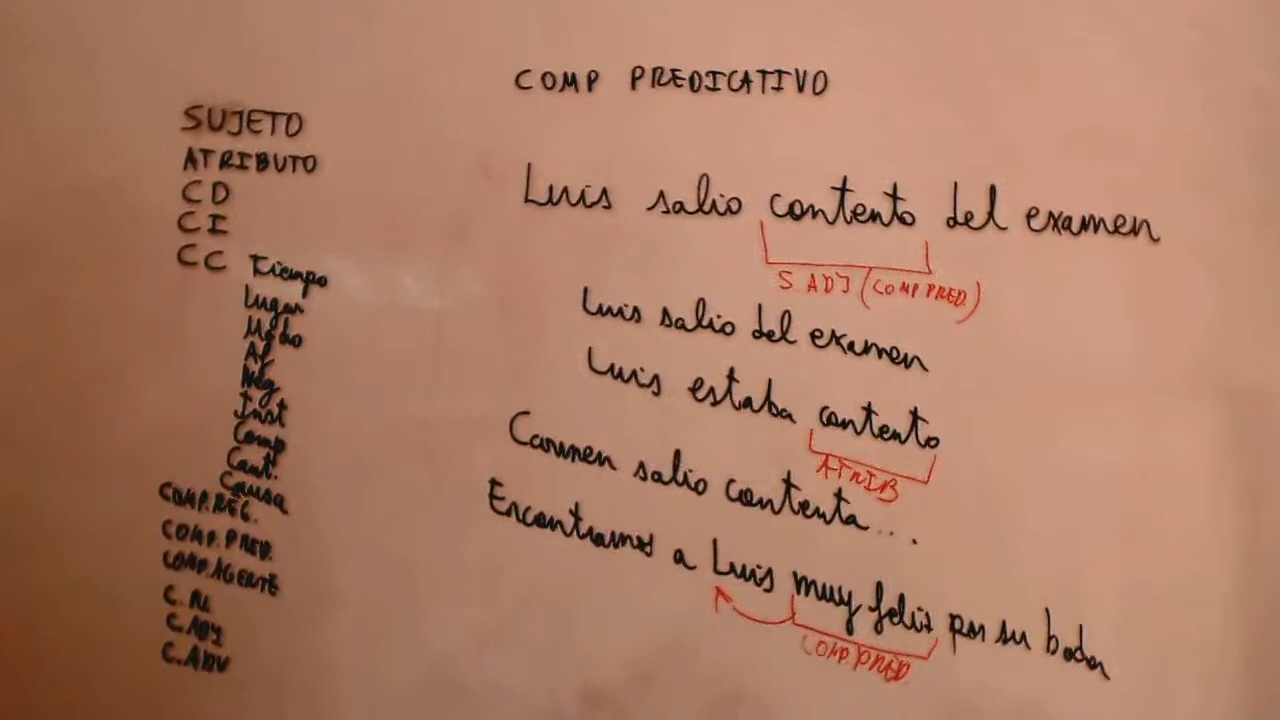 COMP PREDICATIVO
SUJETO
ATRIBUTO
CD
CI
CC Tiempo
Lugar
Modo
Af
Neg
Inst
Comp
Cant.
Causa
COMP.REG.
COMP.PRED.
COMP.AGENTE
C.N
C.ADJ
C.ADV
Luis salio contento del examen
S. ADJ (COMP PRED.)
Luis salio del examen
Luis estaba contento
ATRIB
Carmen salio contenta...
Encontramos a Luis muy feliz por su boda
COMP.PRED.